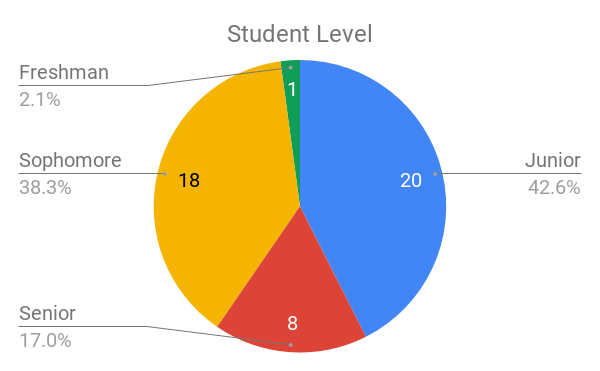 Student Level
Freshman
2.1%
1
Sophomore
38.3%
18
20
Junior
42.6%
Senior
17.0%
8